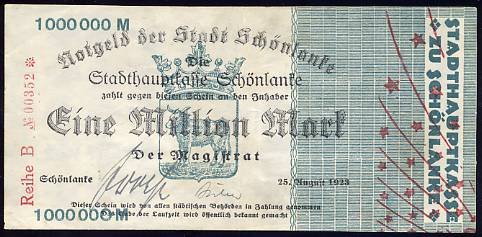 1000000 M
Notgeld der Stadt Schönlanke
Die
Stadthauptkasse Schönlanke
zahlt gegen diesen Schein an den Inhaber
Eine Million Mark
Der Magistrat
Schönlanke
25. August 1923
Dieser Schein wird von allen städtischen Behörden in Zahlung genommen
Das Ende der Laufzeit wird öffentlich bekannt gemacht
1000000 M
Reihe B. № 00352 *
STADTHAUPTKASSE
ZU SCHÖNLANKE